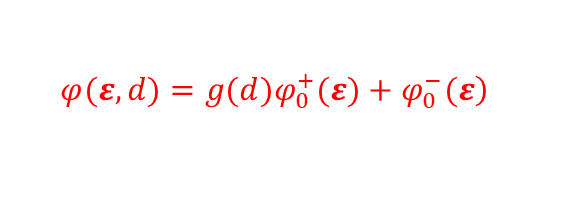 φ(ε, d) = g(d)φ₀⁺(ε) + φ₀⁻(ε)